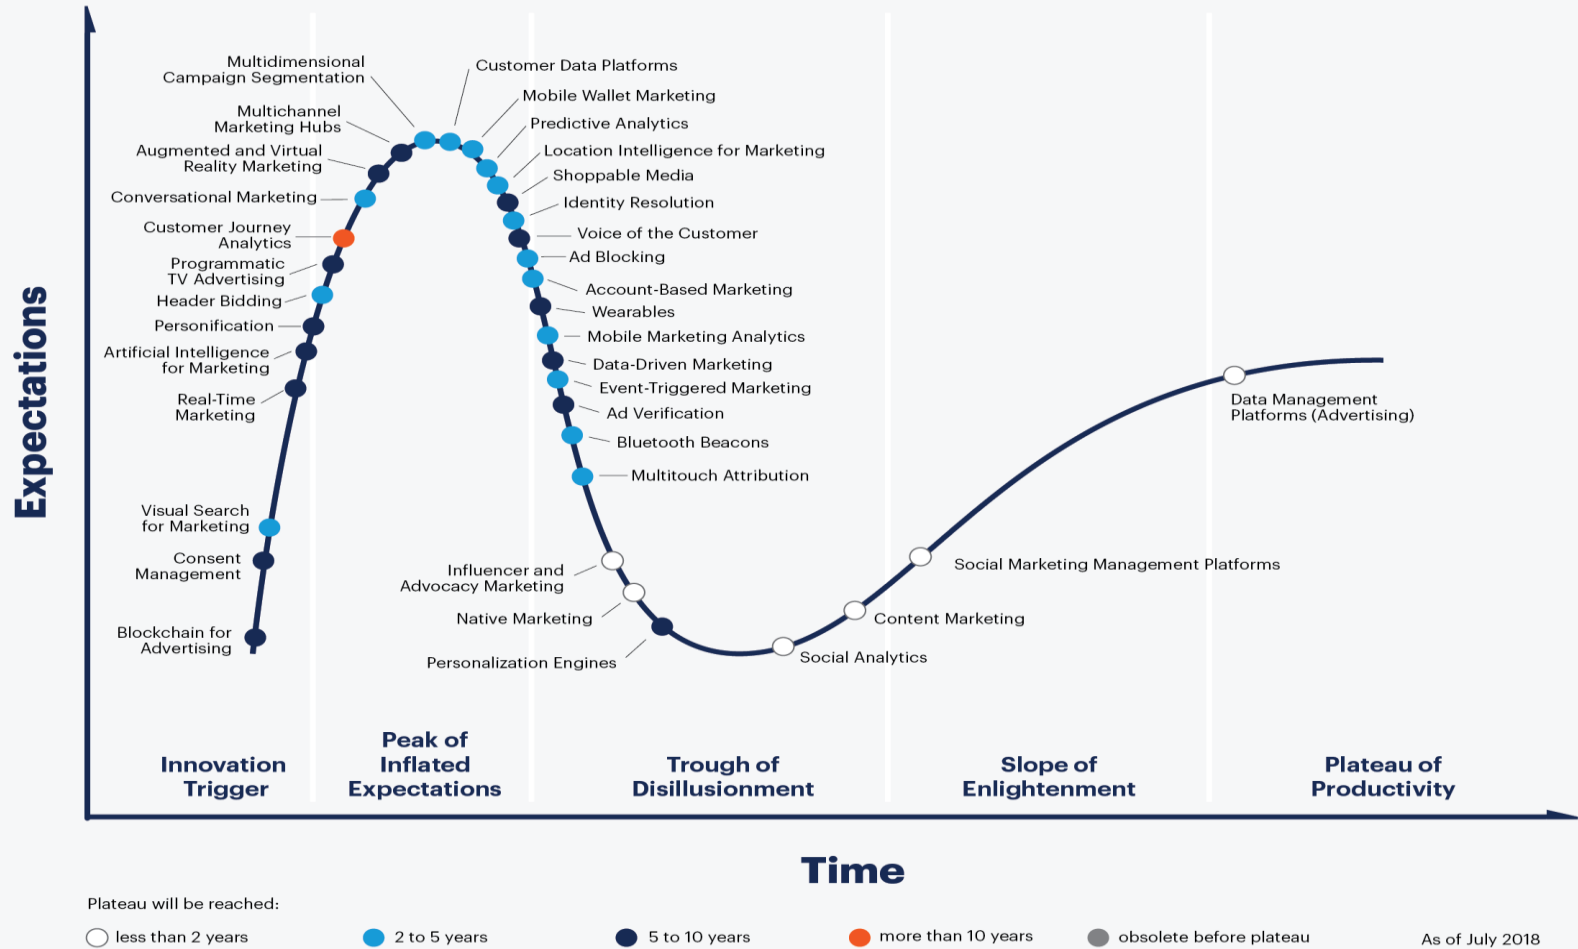 Multidimensional
Campaign Segmentation
Customer Data Platforms
Mobile Wallet Marketing
Multichannel
Marketing Hubs
Predictive Analytics
Augmented and Virtual
Reality Marketing
Location Intelligence for Marketing
Shoppable Media
Conversational Marketing
Identity Resolution
Customer Journey
Analytics
Voice of the Customer
Programmatic
TV Advertising
Ad Blocking
Header Bidding
Account-Based Marketing
Personification
Wearables
Artificial Intelligence
for Marketing
Mobile Marketing Analytics
Real-Time
Marketing
Data-Driven Marketing
Event-Triggered Marketing
Ad Verification
Bluetooth Beacons
Multitouch Attribution
Visual Search
for Marketing
Consent
Management
Blockchain for
Advertising
Influencer and
Advocacy Marketing
Native Marketing
Personalization Engines
Social Analytics
Content Marketing
Social Marketing Management Platforms
Data Management
Platforms (Advertising)
Expectations
Innovation
Trigger
Peak of
Inflated
Expectations
Trough of
Disillusionment
Slope of
Enlightenment
Plateau of
Productivity
Time
Plateau will be reached:
less than 2 years
2 to 5 years
5 to 10 years
more than 10 years
obsolete before plateau
As of July 2018